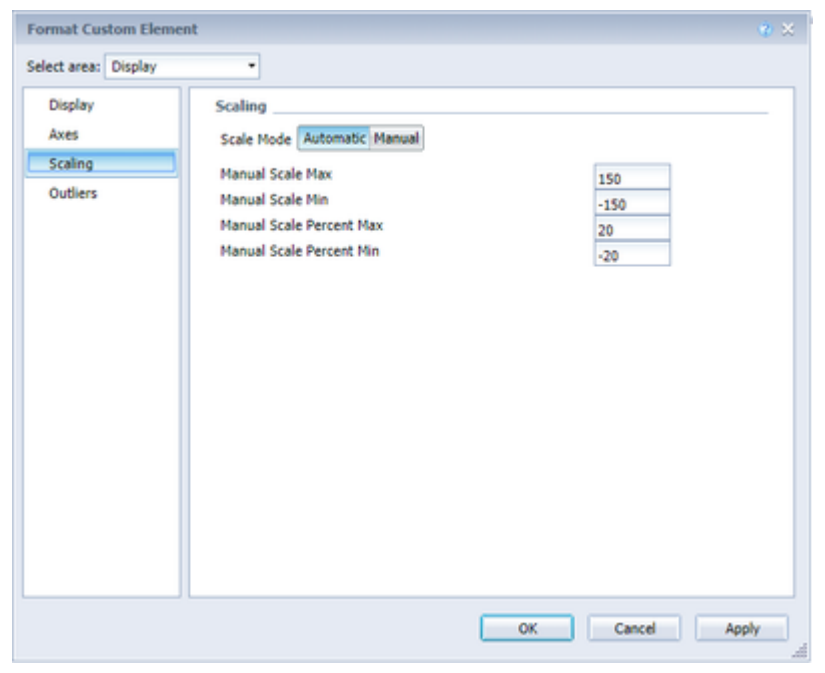 Format Custom Element
Select area: Display
Display
Axes
Scaling
Outliers
Scaling
Scale Mode Automatic Manual
Manual Scale Max 150
Manual Scale Min -150
Manual Scale Percent Max 20
Manual Scale Percent Min -20
OK Cancel Apply